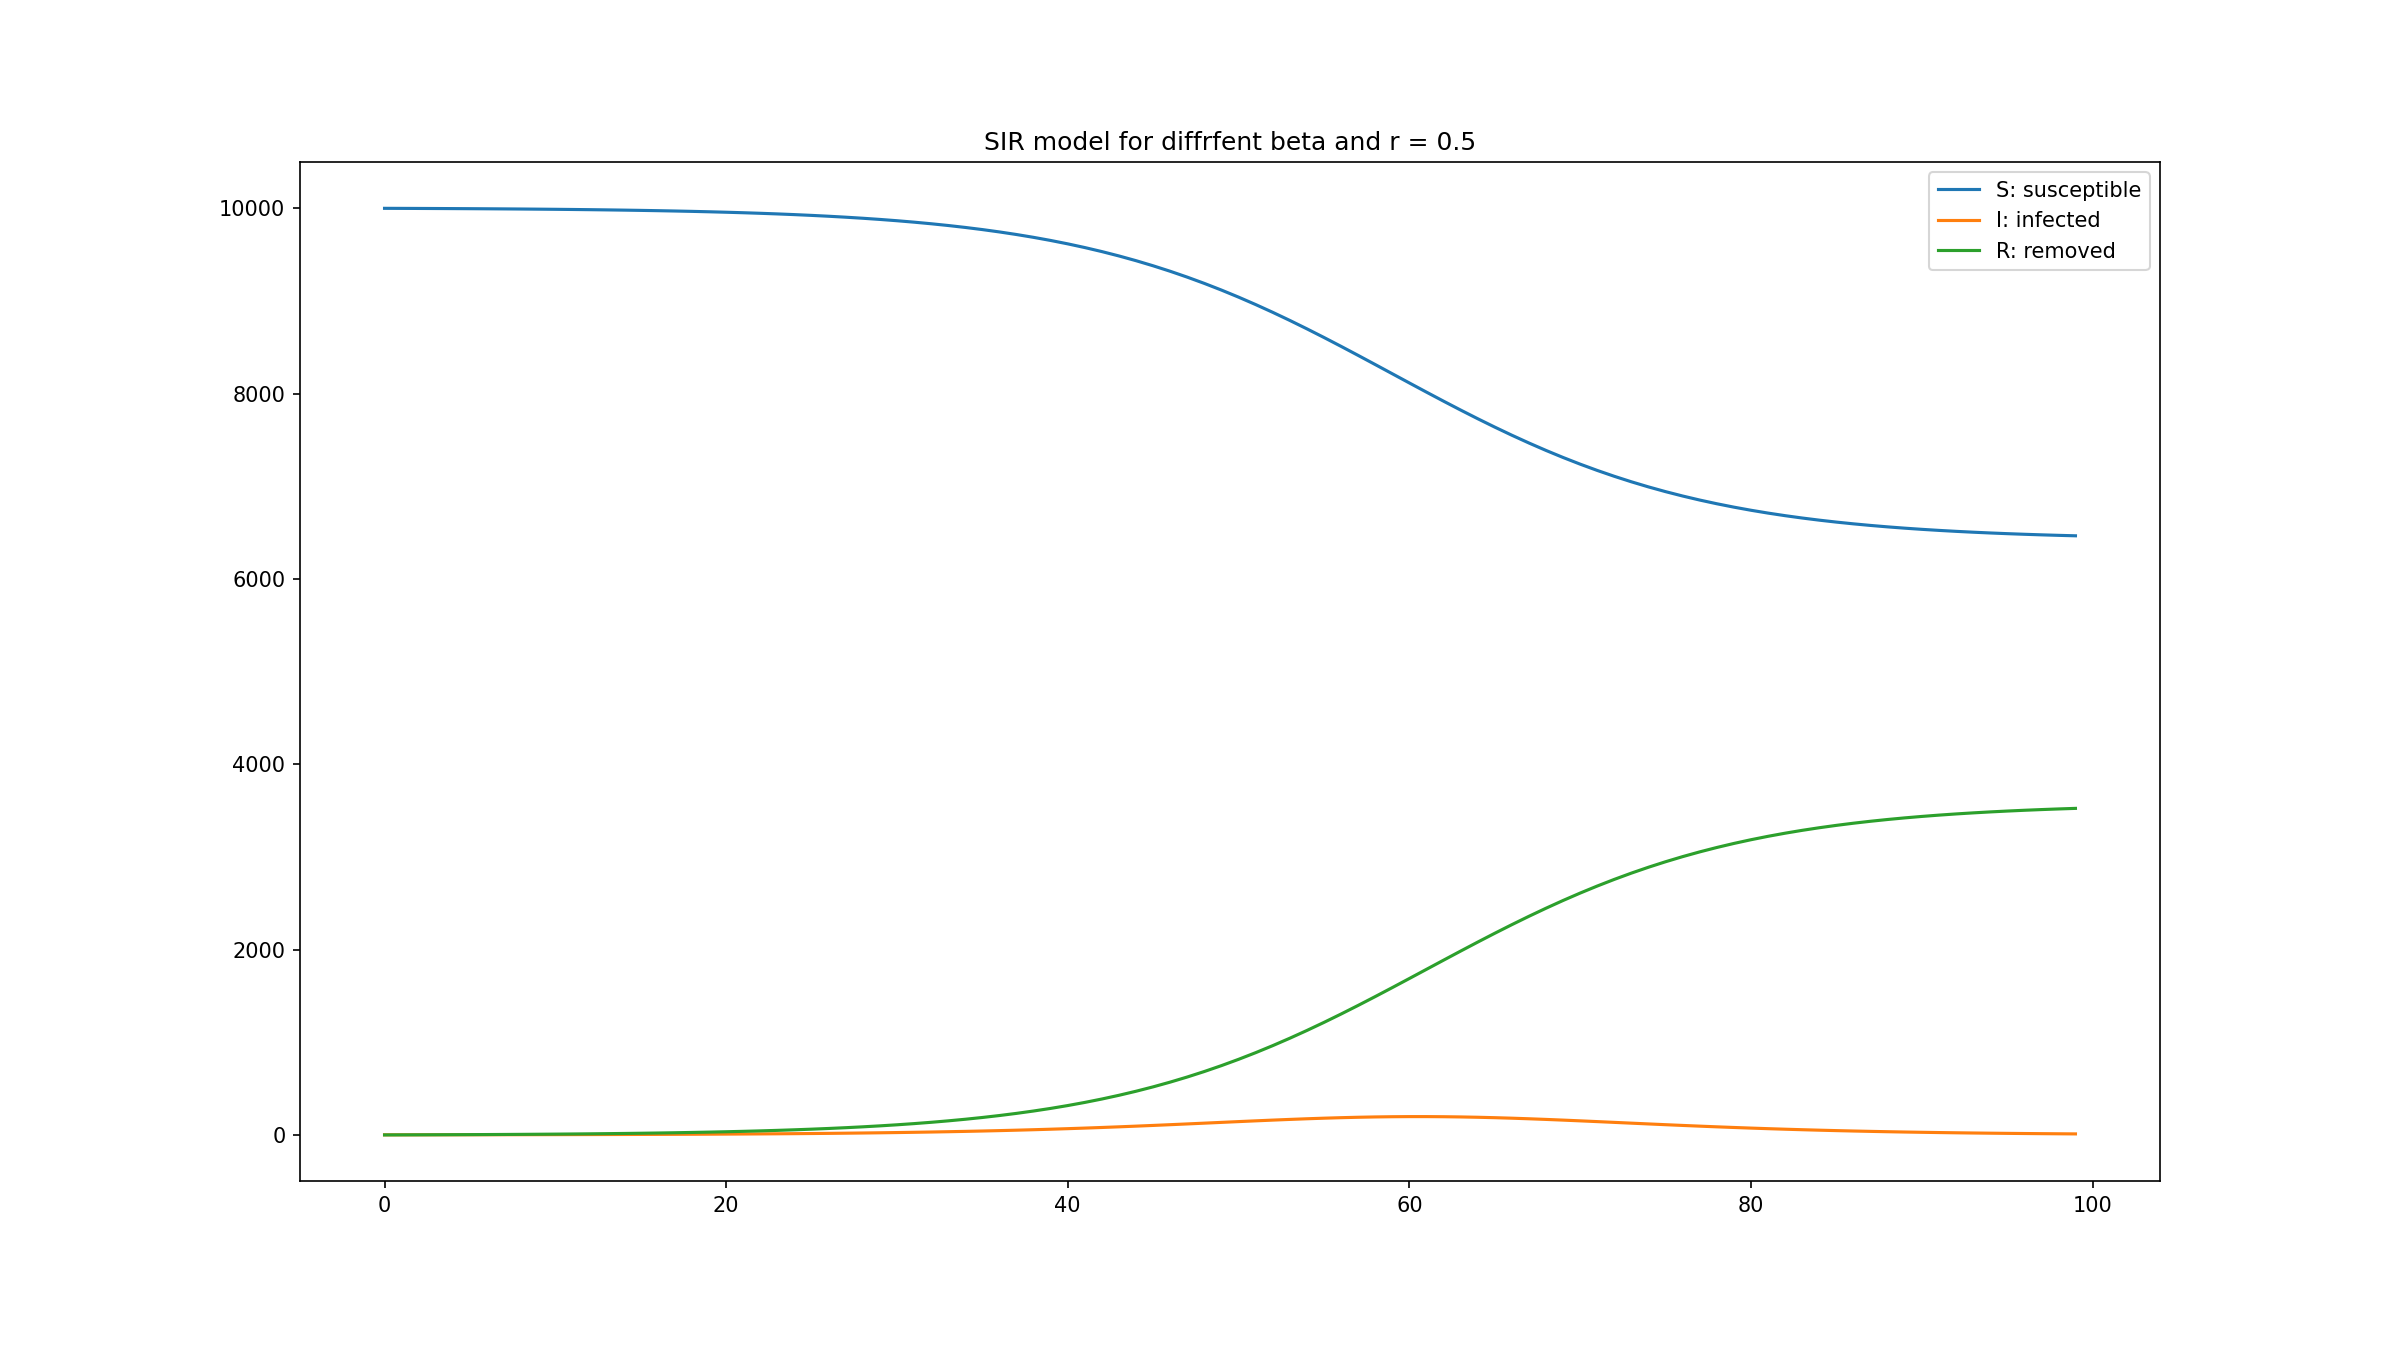 SIR model for diffrfent beta and r = 0.5
S: susceptible
I: infected
R: removed
10000
8000
6000
4000
2000
0
0 20 40 60 80 100